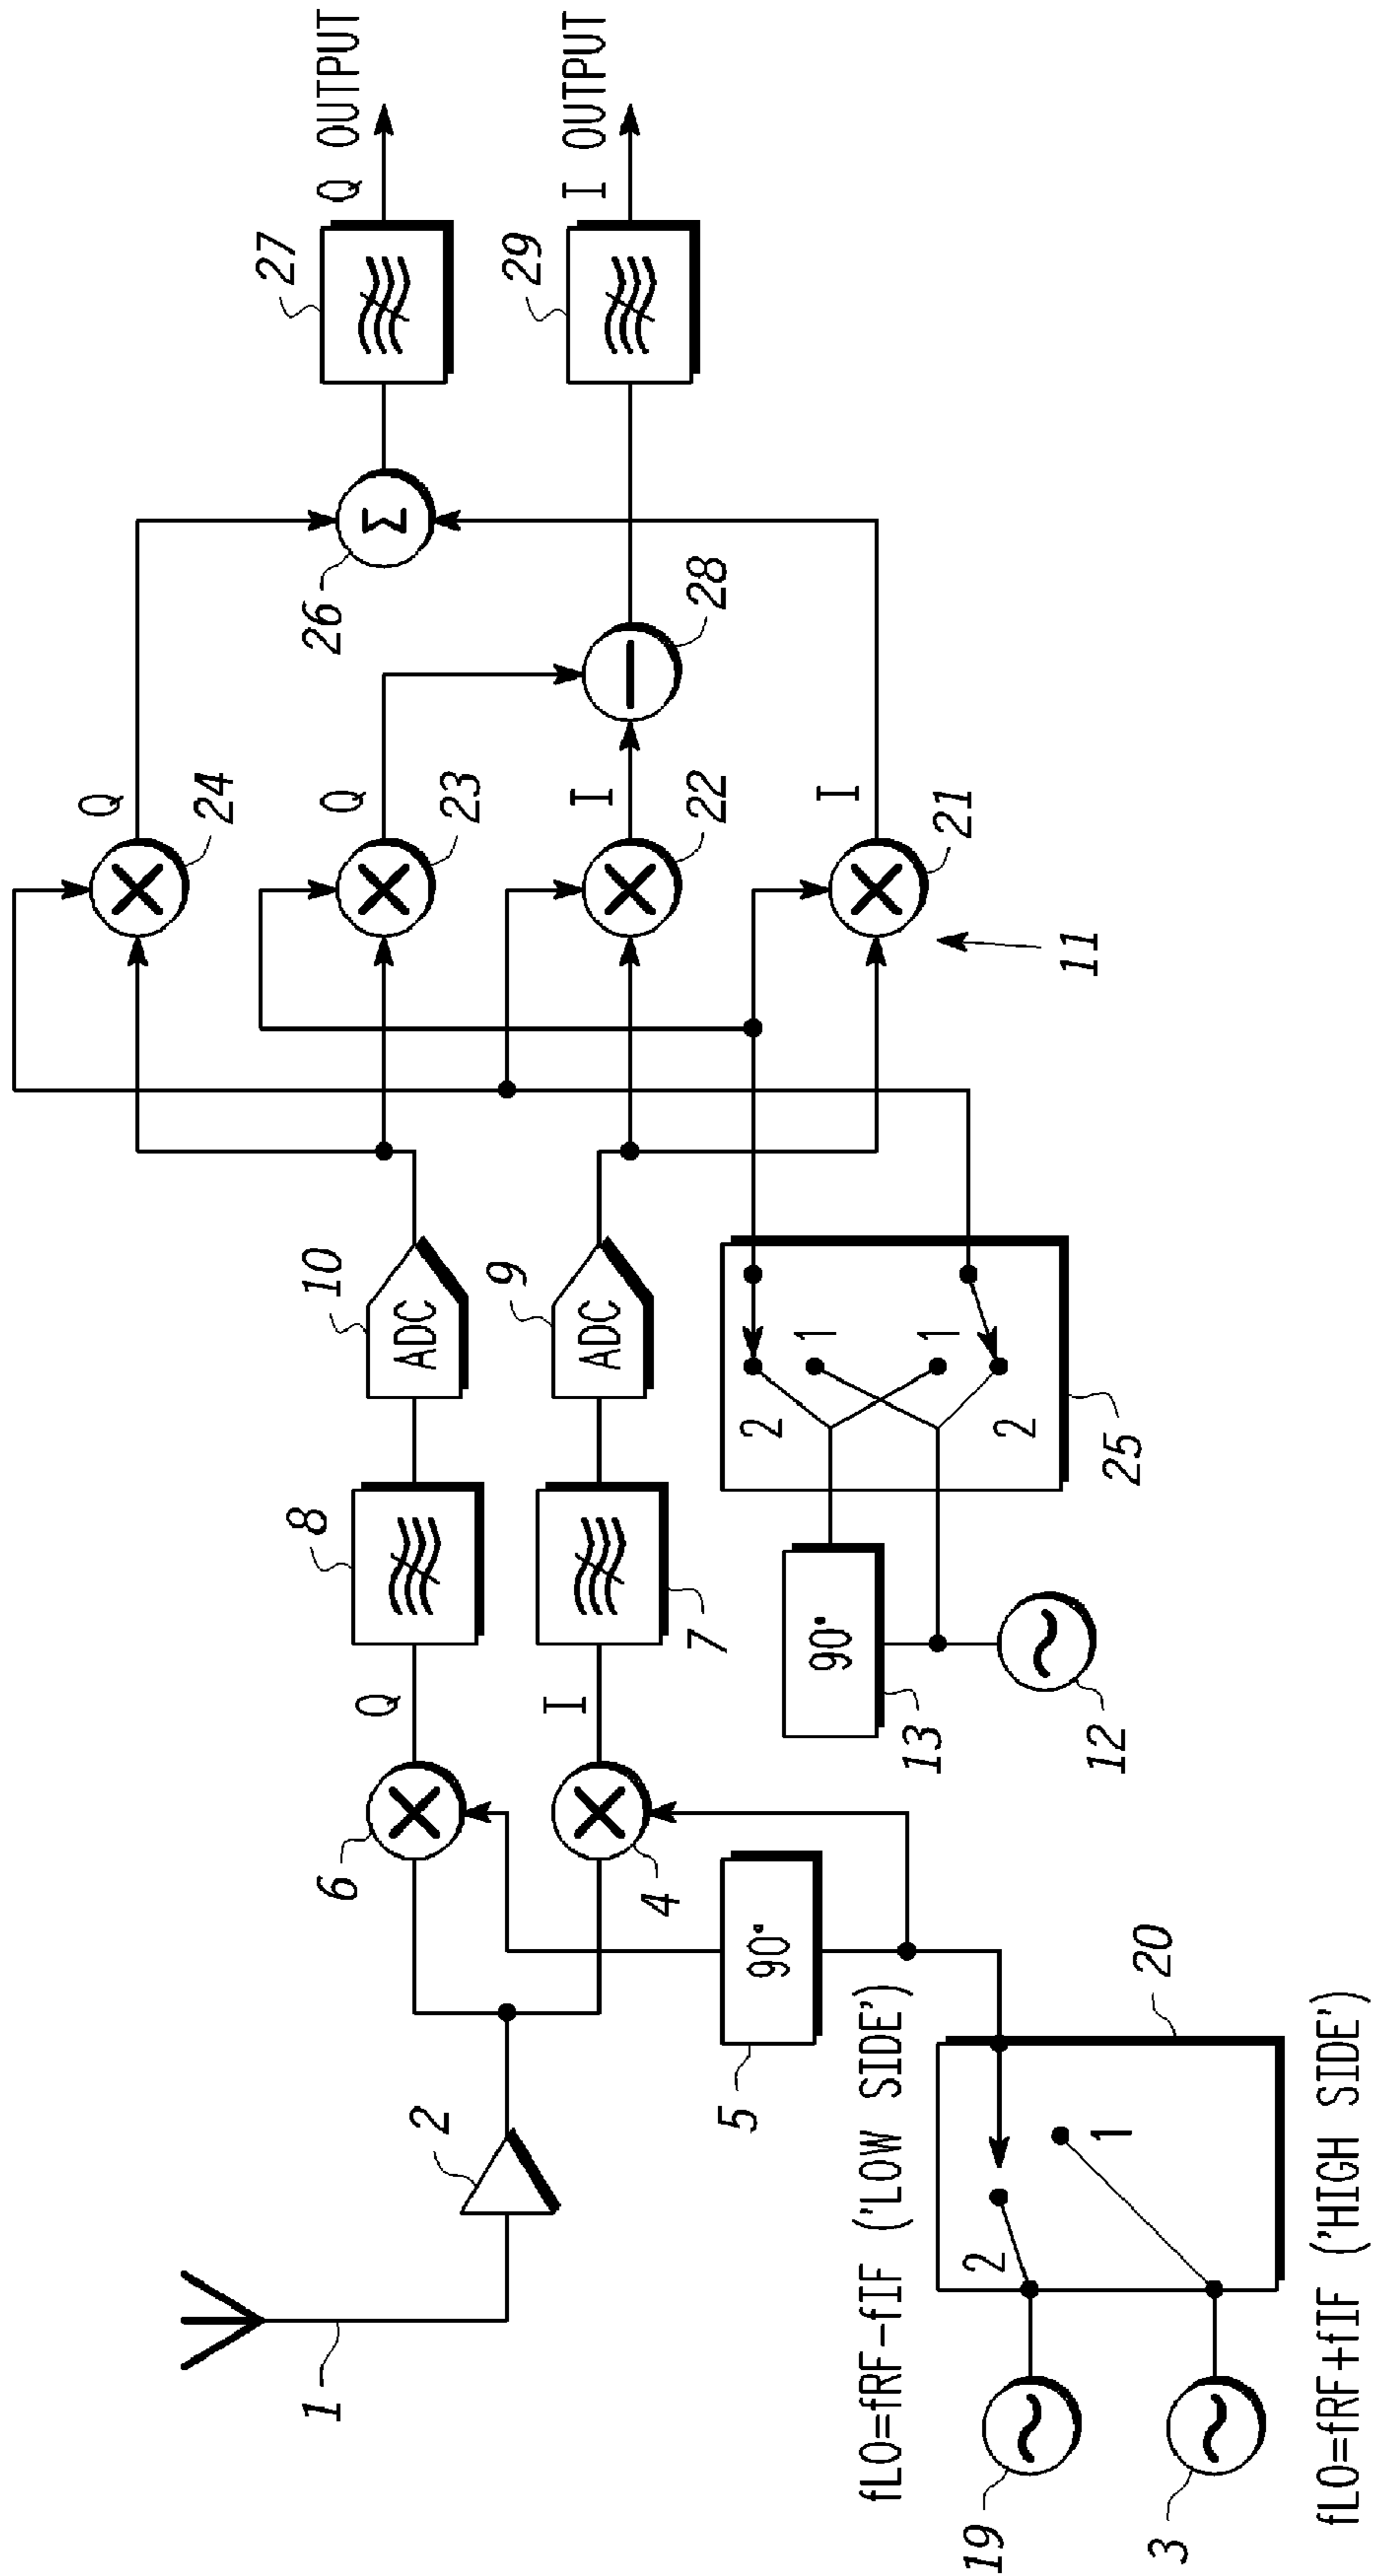 1
2
fLO=fRF-fIF ('LOW SIDE')
19
2
1
3
20
fLO=fRF+fIF ('HIGH SIDE')
5
90°
6
4
Q
I
8
7
10
ADC
9
ADC
13
90°
12
2
1
1
2
25
Q
24
Q
23
I
22
I
21
11
26
Σ
28
27
29
Q OUTPUT
I OUTPUT